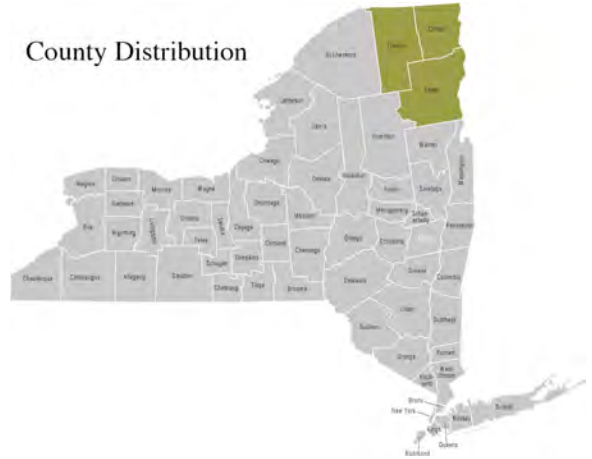 County Distribution
St. Lawrence
Franklin
Clinton
Essex
Jefferson
Lewis
Hamilton
Warren
Washington
Oswego
Oneida
Herkimer
Fulton
Saratoga
Niagara
Orleans
Monroe
Wayne
Genesee
Onondaga
Madison
Montgomery
Schenectady
Erie
Wyoming
Livingston
Ontario
Seneca
Cayuga
Yates
Cortland
Chenango
Otsego
Schoharie
Rensselaer
Chautauqua
Cattaraugus
Allegany
Steuben
Schuyler
Tompkins
Chemung
Tioga
Broome
Delaware
Greene
Columbia
Ulster
Sullivan
Dutchess
Orange
Putnam
Rockland
West-
chester
Bronx
New York
Nassau
Suffolk
Kings
Queens
Richmond